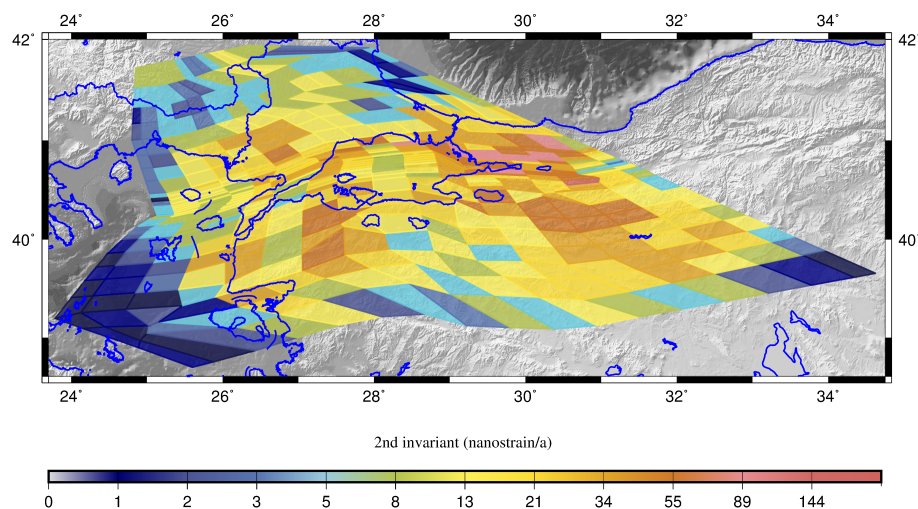 24˚ 26˚ 28˚ 30˚ 32˚ 34˚
42˚ 42˚
40˚ 40˚
24˚ 26˚ 28˚ 30˚ 32˚ 34˚
2nd invariant (nanostrain/a)
0 1 2 3 5 8 13 21 34 55 89 144